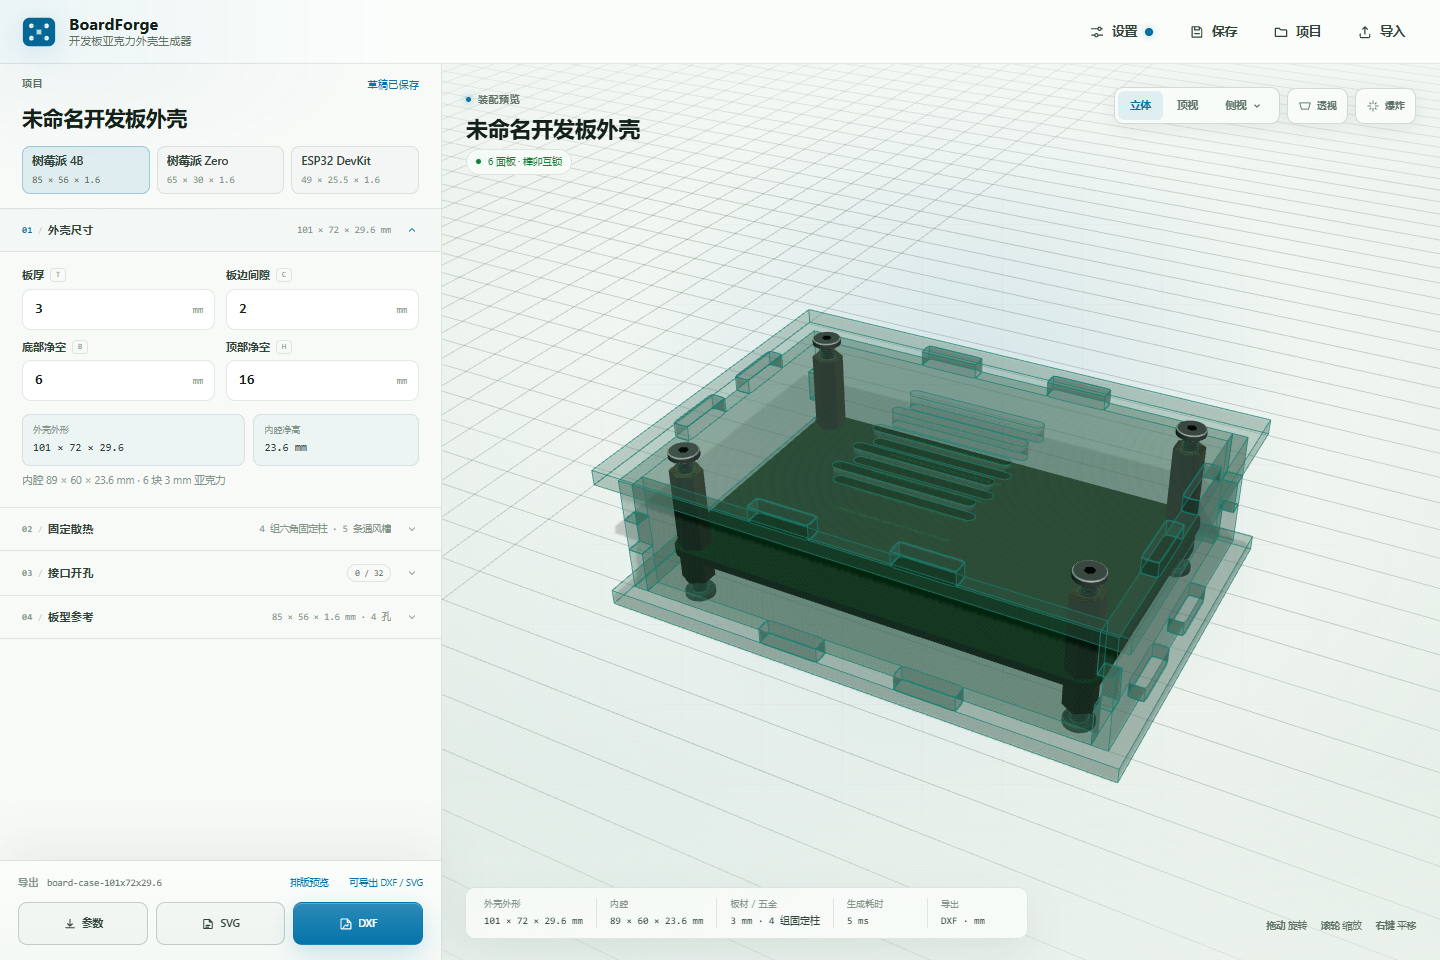 BoardForge
开发板亚克力外壳生成器
设置
保存
项目
导入
项目
草稿已保存
未命名开发板外壳
树莓派 4B
85 × 56 × 1.6
树莓派 Zero
65 × 30 × 1.6
ESP32 DevKit
49 × 25.5 × 1.6
01 / 外壳尺寸
101 × 72 × 29.6 mm
板厚 T
板边间隙 C
3 mm
2 mm
底部净空 B
顶部净空 H
6 mm
16 mm
外壳外形
101 × 72 × 29.6
内腔净高
23.6 mm
内腔 89 × 60 × 23.6 mm · 6 块 3 mm 亚克力
02 / 固定散热
4 组六角固定柱 · 5 条通风槽
03 / 接口开孔
0 / 32
04 / 板型参考
85 × 56 × 1.6 mm · 4 孔
导出 board-case-101x72x29.6
排版预览
可导出 DXF / SVG
参数
SVG
DXF
装配预览
未命名开发板外壳
6 面板 · 榫卯互锁
立体
顶视
侧视
透视
爆炸
外壳外形
101 × 72 × 29.6 mm
内腔
89 × 60 × 23.6 mm
板材 / 五金
3 mm · 4 组固定柱
生成耗时
5 ms
导出
DXF · mm
拖动 旋转
滚轮 缩放
右键 平移